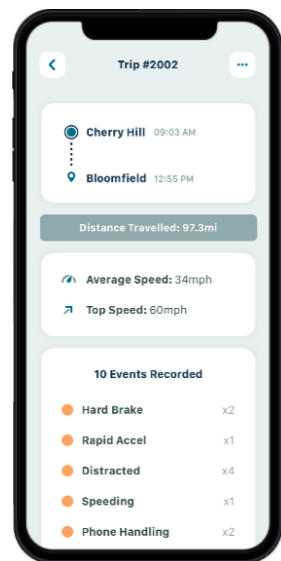 Trip #2002
Cherry Hill 09:03 AM
Bloomfield 12:55 PM
Distance Travelled: 97.3mi
Average Speed: 34mph
Top Speed: 60mph
10 Events Recorded
Hard Brake x2
Rapid Accel x1
Distracted x4
Speeding x1
Phone Handling x2